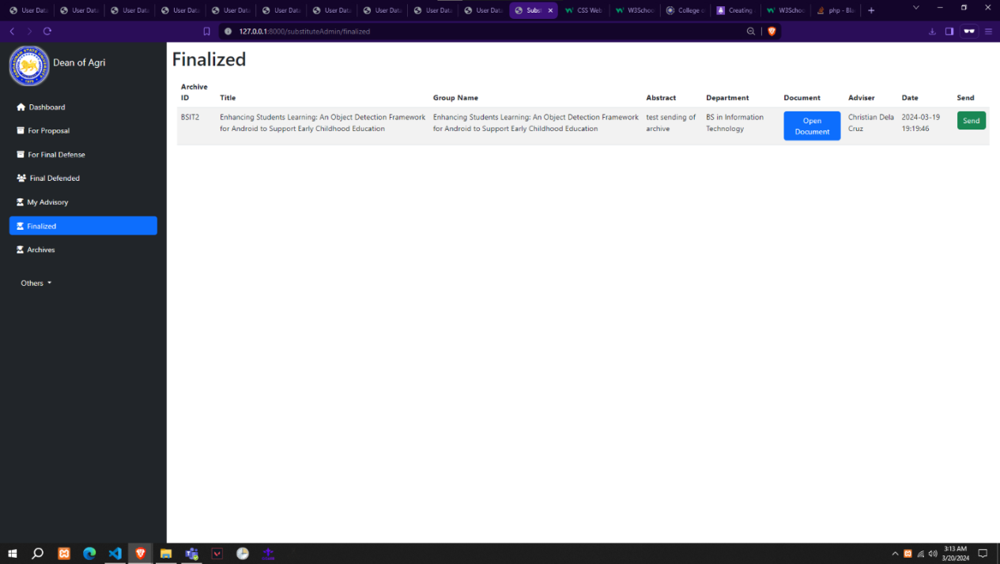 User Data User Data User Data User Data User Data User Data User Data User Data User Data User Data Subst CSS Web W3Schoo College o Creating W3Schoo php - Bla
127.0.0.1:8000/substituteAdmin/finalized
Dean of Agri
Dashboard
For Proposal
For Final Defense
Final Defended
My Advisory
Finalized
Archives
Others
Finalized
Archive
ID Title Group Name Abstract Department Document Adviser Date Send
BSIT2 Enhancing Students Learning: An Object Detection Framework Enhancing Students Learning: An Object Detection Framework test sending of BS in Information Open Christian Dela 2024-03-19 Send
for Android to Support Early Childhood Education for Android to Support Early Childhood Education archive Technology Document Cruz 19:19:46
3:13 AM
3/20/2024